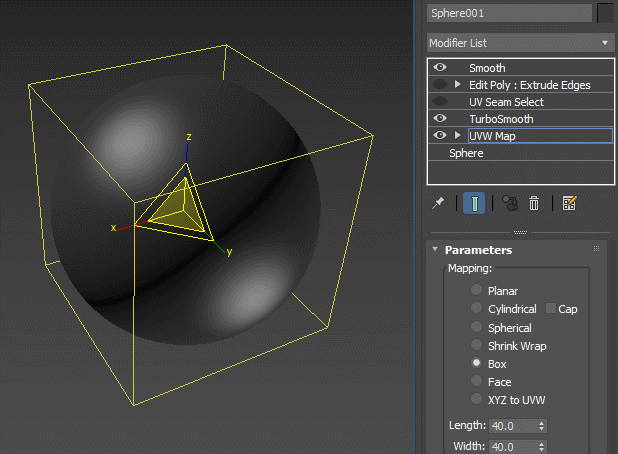 Sphere001
Modifier List
Smooth
Edit Poly : Extrude Edges
UV Seam Select
TurboSmooth
UVW Map
Sphere
z
x
y
Parameters
Mapping:
Planar
Cylindrical Cap
Spherical
Shrink Wrap
Box
Face
XYZ to UVW
Length: 40.0
Width: 40.0